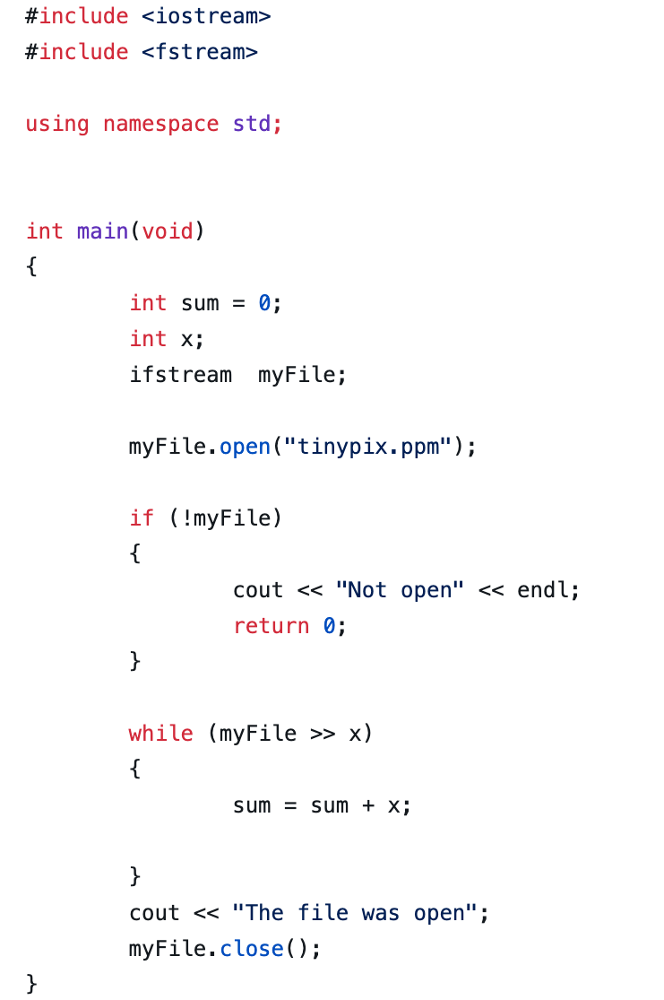 #include <iostream>
#include <fstream>
using namespace std;
int main(void)
{
int sum = 0;
int x;
ifstream  myFile;
myFile.open("tinypix.ppm");
if (!myFile)
{
cout << "Not open" << endl;
return 0;
}
while (myFile >> x)
{
sum = sum + x;
}
cout << "The file was open";
myFile.close();
}